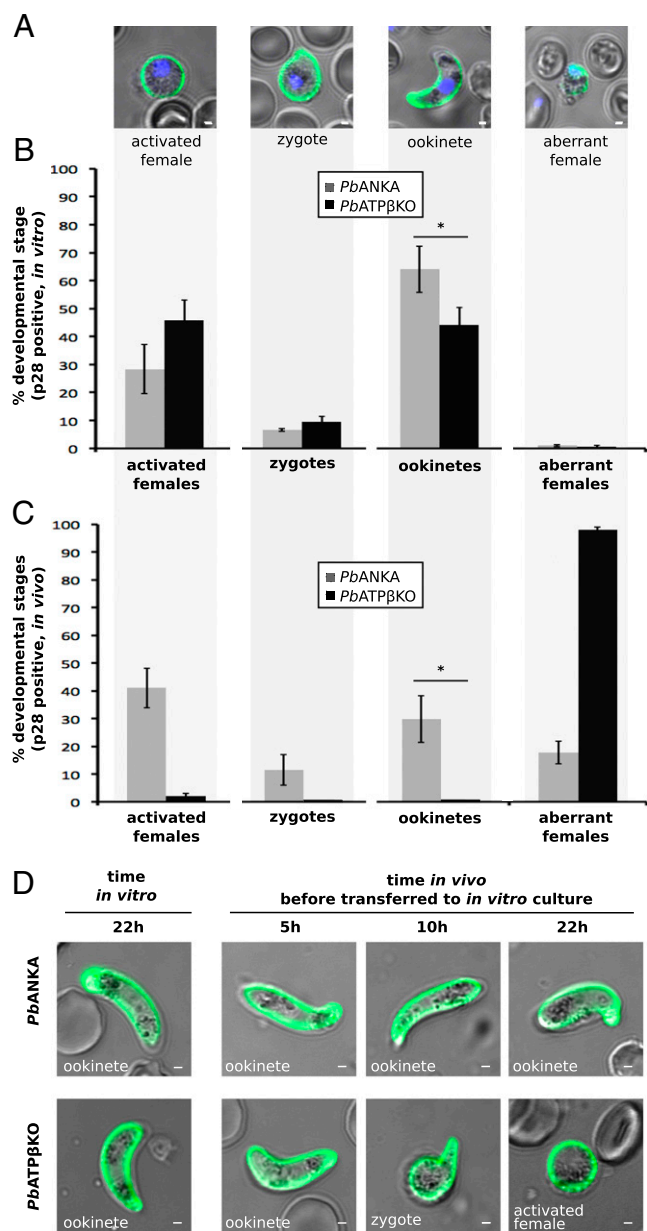 A
activated
female
zygote
ookinete
aberrant
female
B
% developmental stage
(p28 positive, in vitro)
100
90
80
70
60
50
40
30
20
10
0
PbANKA
PbATPβKO
*
activated
females
zygotes
ookinetes
aberrant
females
C
% developmental stages
(p28 positive, in vivo)
100
90
80
70
60
50
40
30
20
10
0
PbANKA
PbATPβKO
*
activated
females
zygotes
ookinetes
aberrant
females
D
time
in vitro
time in vivo
before transferred to in vitro culture
22h
5h
10h
22h
PbANKA
ookinete
ookinete
ookinete
ookinete
PbATPβKO
ookinete
ookinete
zygote
activated
female